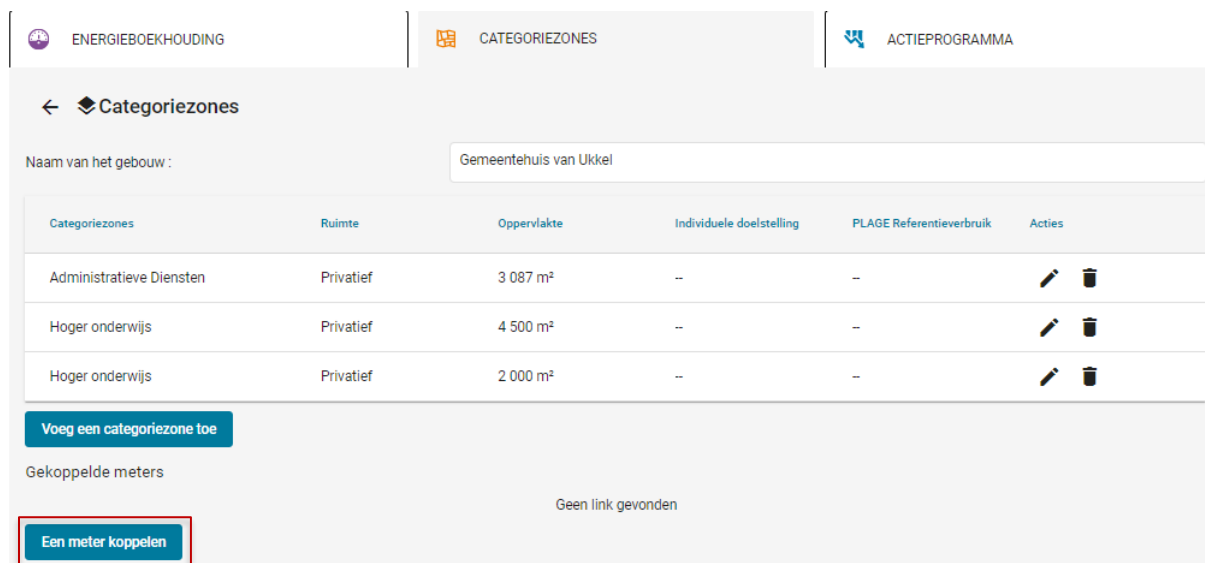 ENERGIEBOEKHOUDING CATEGORIEZONES ACTIEPROGRAMMA
Categoriezones
Naam van het gebouw : Gemeentehuis van Ukkel
Categoriezones Ruimte Oppervlakte Individuele doelstelling PLAGE Referentieverbruik Acties
Administratieve Diensten Privatief 3 087 m² -- --
Hoger onderwijs Privatief 4 500 m² -- --
Hoger onderwijs Privatief 2 000 m² -- --
Voeg een categoriezone toe
Gekoppelde meters
Geen link gevonden
Een meter koppelen